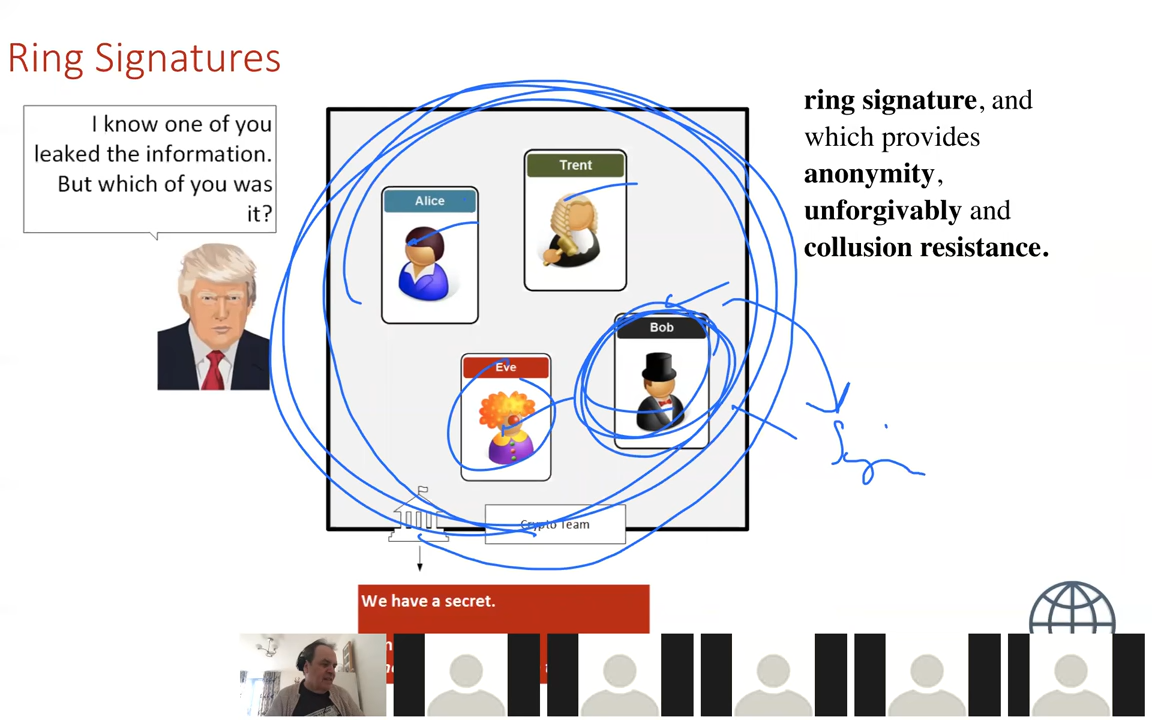 Ring Signatures
I know one of you
leaked the information.
But which of you was
it?
Alice
Trent
Eve
Bob
Crypto Team
We have a secret.
ring signature, and
which provides
anonymity,
unforgivably and
collusion resistance.
Sign